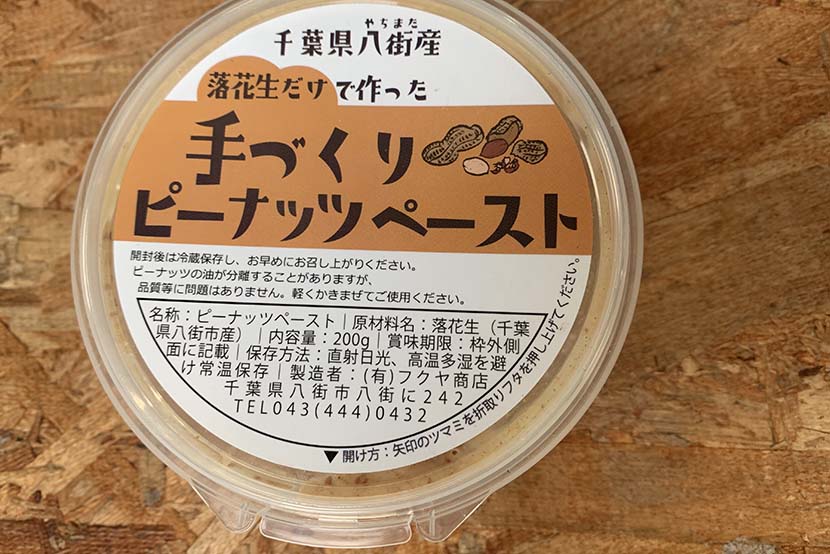 やちまた
千葉県八街産
落花生だけで作った
手づくり
ピーナッツペースト
開封後は冷蔵保存し、お早めにお召し上がりください。
ピーナッツの油が分離することがありますが、
品質等に問題はありません。軽くかきまぜてご使用ください。
名称：ピーナッツペースト｜原材料名：落花生（千葉
県八街市産）｜内容量：200g｜賞味期限：枠外側
面に記載｜保存方法：直射日光、高温多湿を避
け常温保存｜製造者：(有)フクヤ商店
千葉県八街市八街に242
TEL043(444)0432
▼開け方：矢印のツマミを折取りフタを押し上げてください。